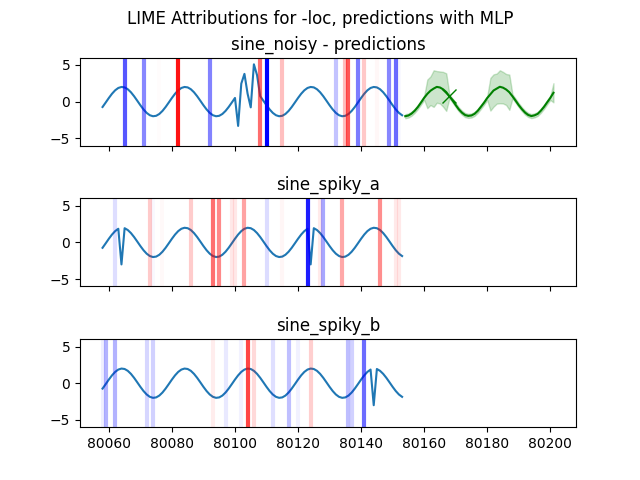 LIME Attributions for -loc, predictions with MLP
sine_noisy - predictions
5
0
−5
sine_spiky_a
5
0
−5
sine_spiky_b
5
0
−5
80060 80080 80100 80120 80140 80160 80180 80200